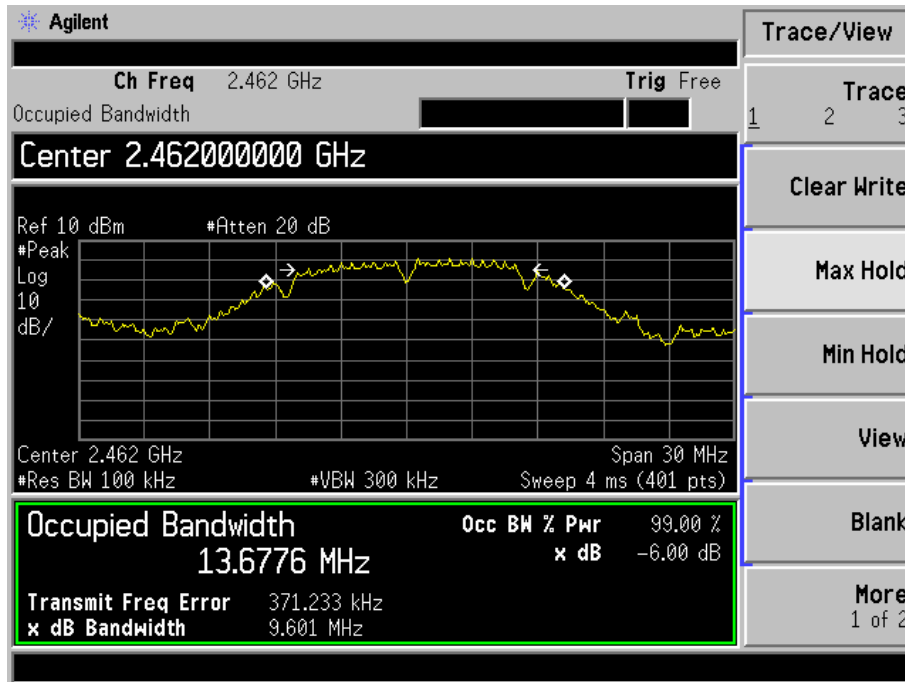 Agilent
Ch Freq 2.462 GHz Trig Free
Occupied Bandwidth
Center 2.462000000 GHz
Ref 10 dBm #Atten 20 dB
#Peak
Log
10
dB/
Center 2.462 GHz Span 30 MHz
#Res BW 100 kHz #VBW 300 kHz Sweep 4 ms (401 pts)
Occupied Bandwidth Occ BW % Pwr 99.00 %
13.6776 MHz x dB -6.00 dB
Transmit Freq Error 371.233 kHz
x dB Bandwidth 9.601 MHz
Trace/View
Trace
1 2 3
Clear Write
Max Hold
Min Hold
View
Blank
More
1 of 2